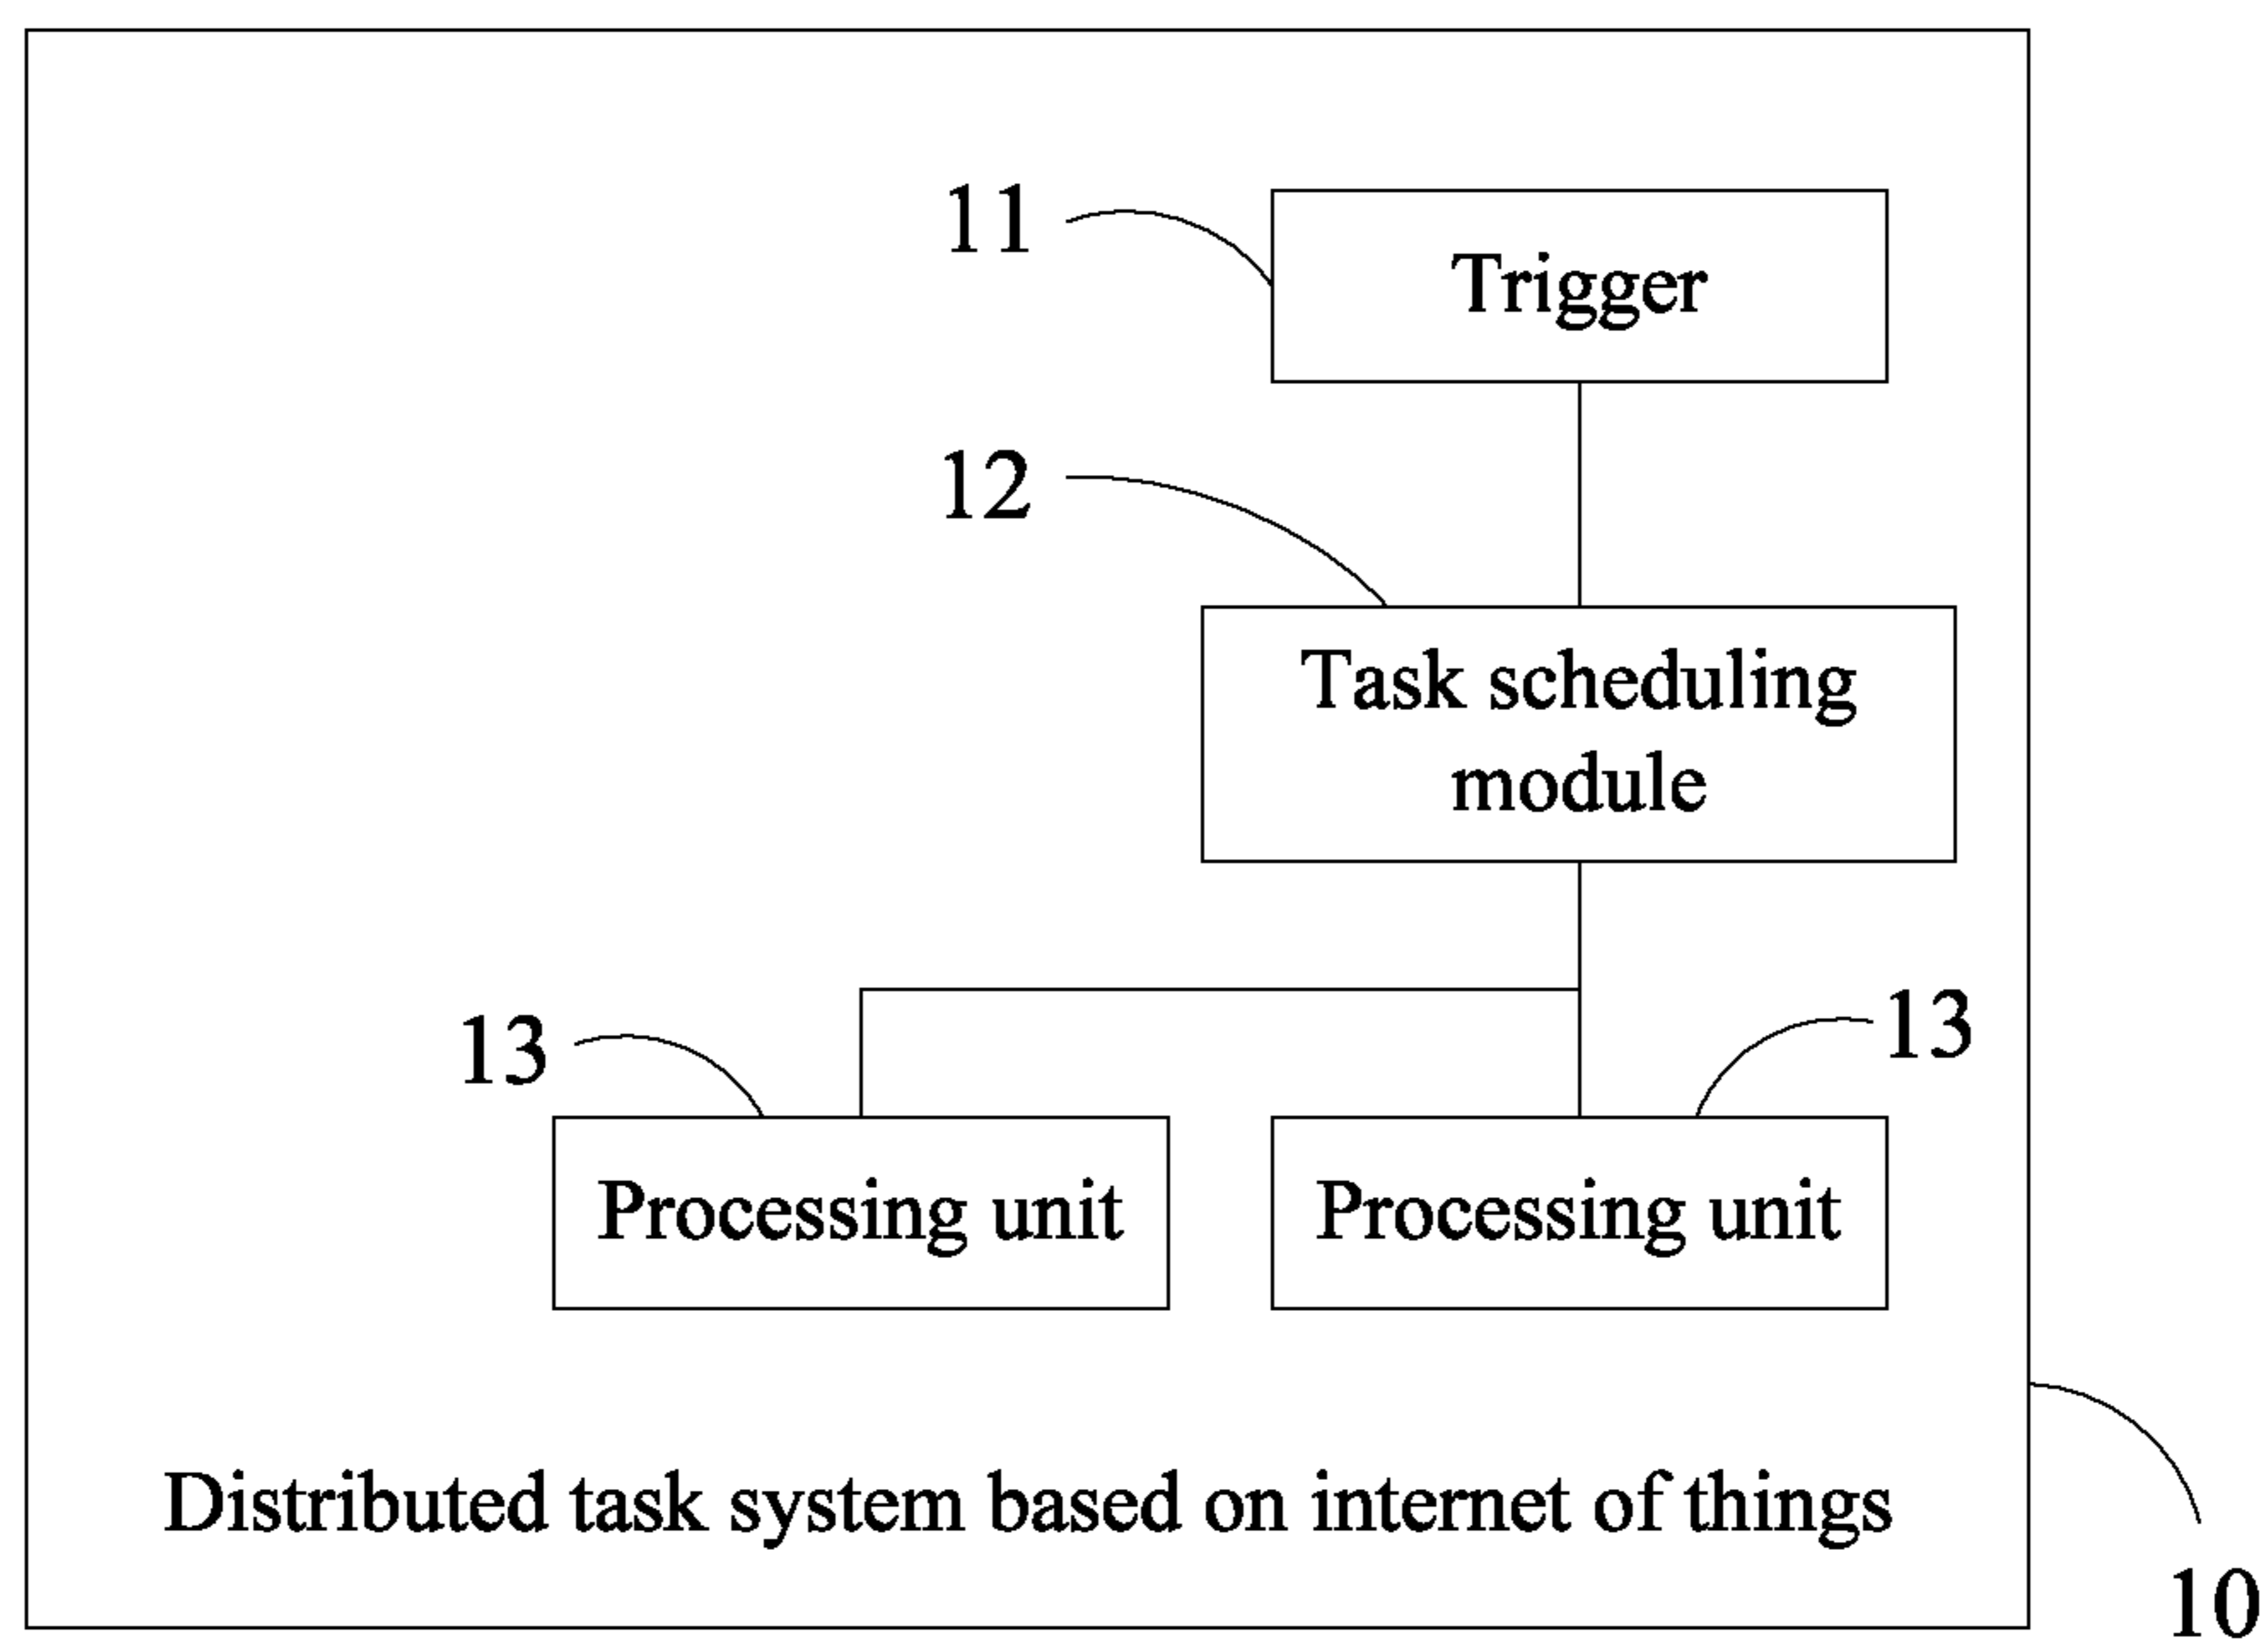 11
Trigger
12
Task scheduling
module
13
13
Processing unit
Processing unit
Distributed task system based on internet of things
10